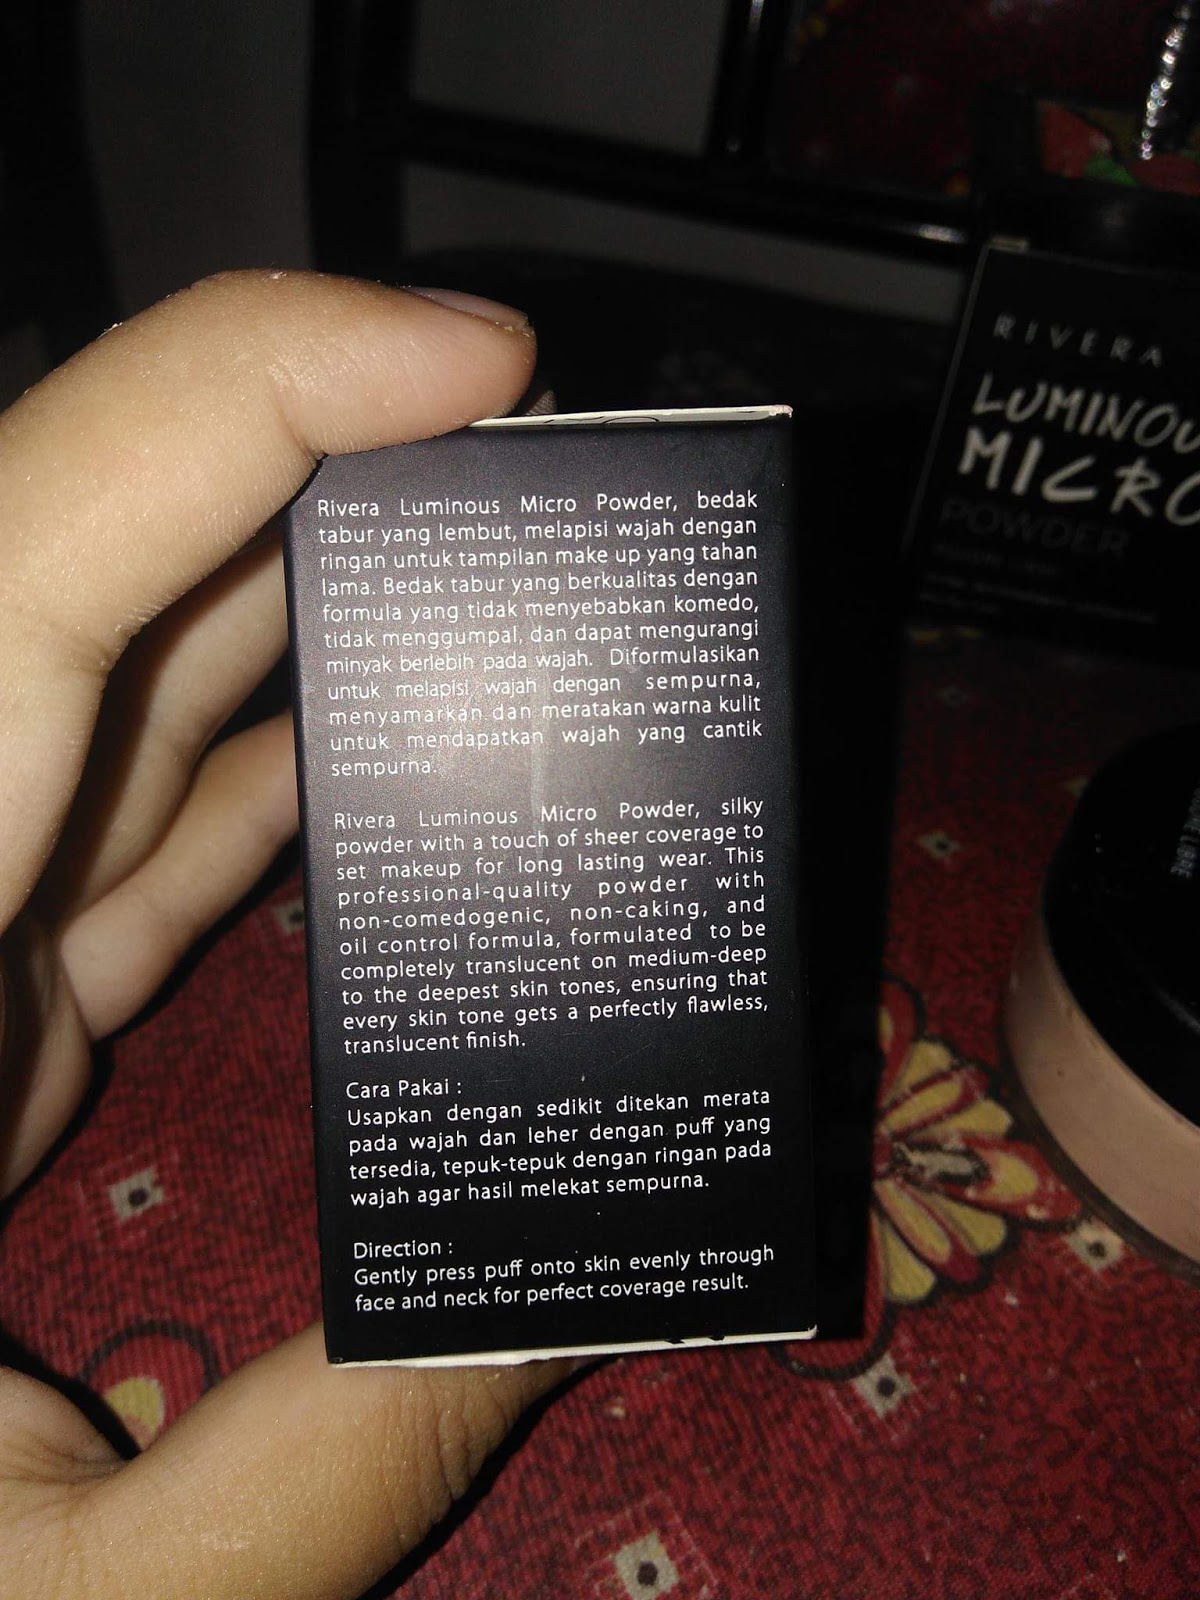 Rivera Luminous Micro Powder, bedak
tabur yang lembut, melapisi wajah dengan
ringan untuk tampilan make up yang tahan
lama. Bedak tabur yang berkualitas dengan
formula yang tidak menyebabkan komedo,
tidak menggumpal, dan dapat mengurangi
minyak berlebih pada wajah. Diformulasikan
untuk melapisi wajah dengan sempurna,
menyamarkan dan meratakan warna kulit
untuk mendapatkan wajah yang cantik
sempurna.
Rivera Luminous Micro Powder, silky
powder with a touch of sheer coverage to
set makeup for long lasting wear. This
professional-quality powder with
non-comedogenic, non-caking, and
oil control formula, formulated to be
completely translucent on medium-deep
to the deepest skin tones, ensuring that
every skin tone gets a perfectly flawless,
translucent finish.
Cara Pakai :
Usapkan dengan sedikit ditekan merata
pada wajah dan leher dengan puff yang
tersedia, tepuk-tepuk dengan ringan pada
wajah agar hasil melekat sempurna.
Direction :
Gently press puff onto skin evenly through
face and neck for perfect coverage result.
RIVERA
LUMINOU
MICRO
POWDER